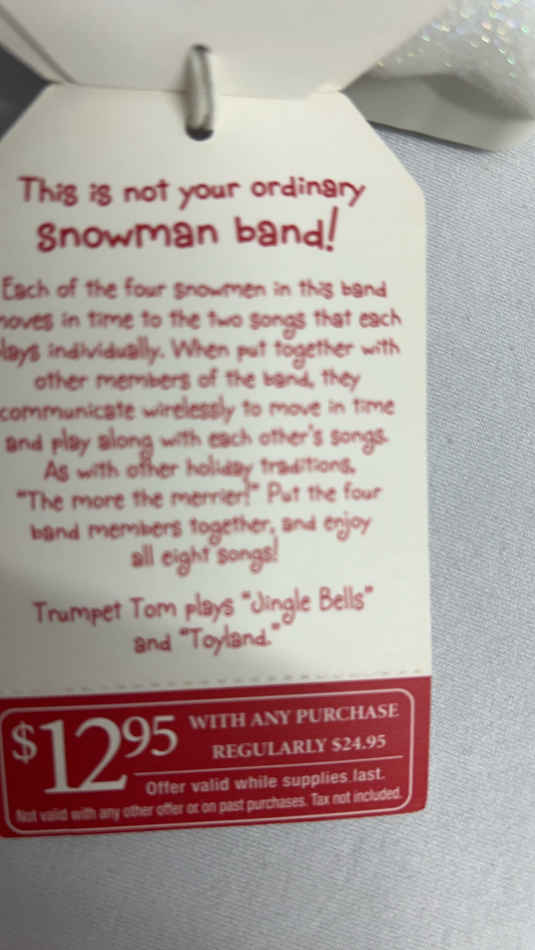 This is not your ordinary
snowman band!
Each of the four snowmen in this band
moves in time to the two songs that each
plays individually. When put together with
other members of the band, they
communicate wirelessly to move in time
and play along with each other's songs.
As with other holiday traditions,
"The more the merrier!" Put the four
band members together, and enjoy
all eight songs!
Trumpet Tom plays "Jingle Bells"
and "Toyland."
$12.95 WITH ANY PURCHASE
REGULARLY $24.95
Offer valid while supplies last.
Not valid with any other offer or on past purchases. Tax not included.